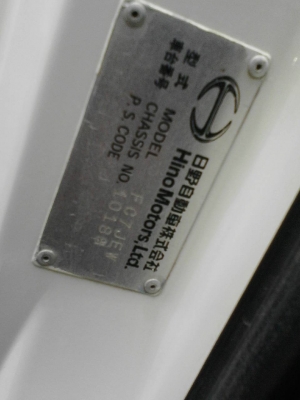 日野自動車株式会社
Hino Motors, Ltd.
型式 MODEL FC7JEW
車台番号 CHASSIS NO.
P. S. CODE